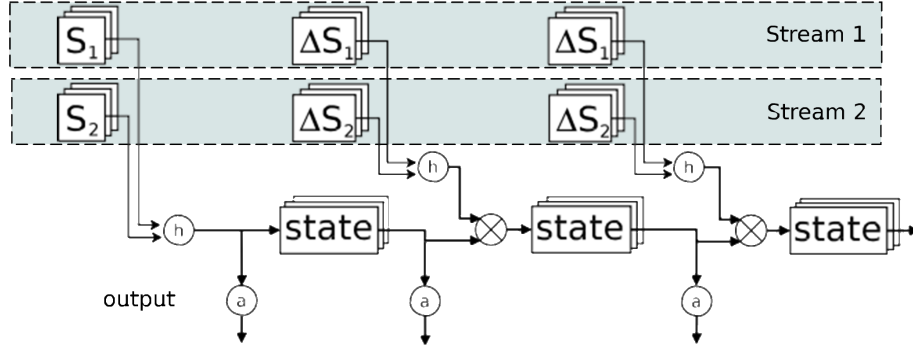 S₁ ΔS₁ ΔS₁ Stream 1
S₂ ΔS₂ ΔS₂ Stream 2
h h
h state ⊗ state ⊗ state
output a a a